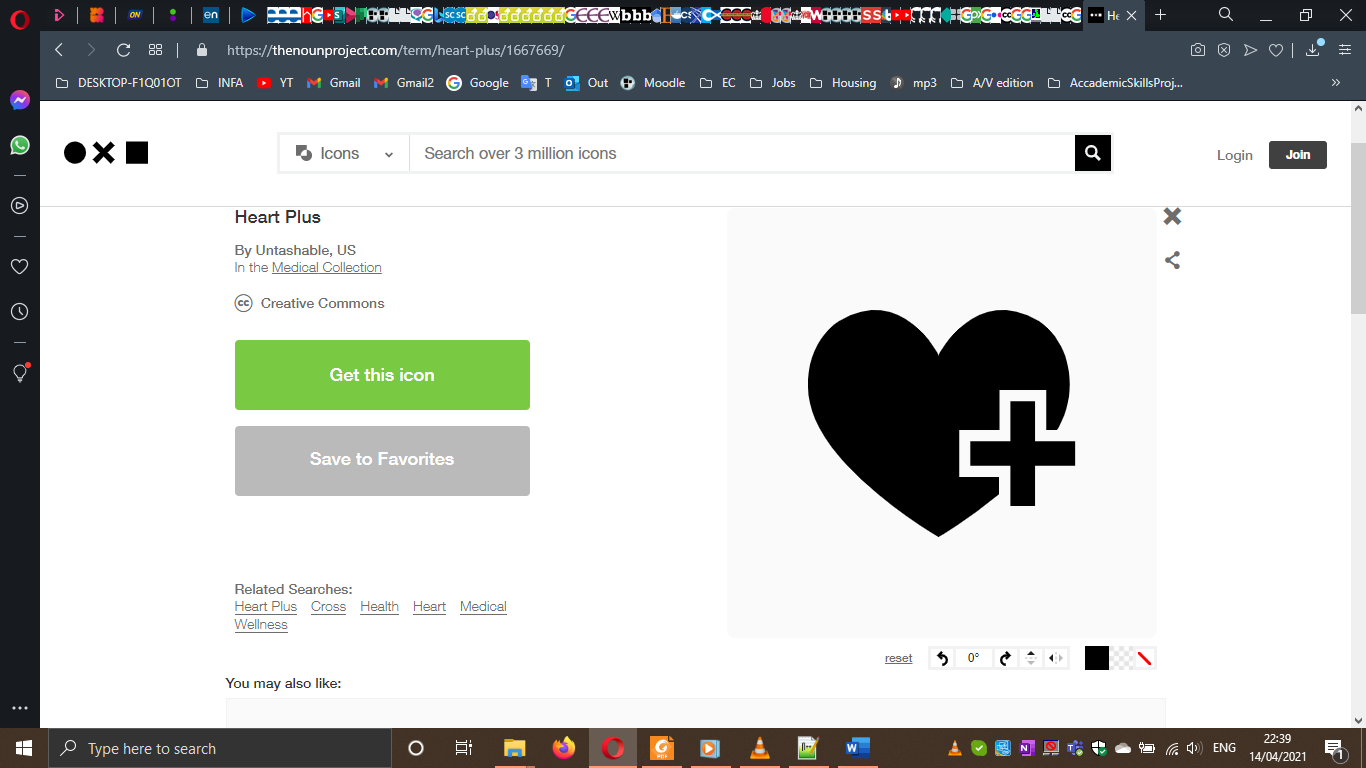 He
https://thenounproject.com/term/heart-plus/1667669/
DESKTOP-F1Q01OT INFA YT Gmail Gmail2 Google T Out Moodle EC Jobs Housing mp3 A/V edition AccademicSkillsProj... »
Icons Search over 3 million icons Login Join
Heart Plus
By Untashable, US
In the Medical Collection
cc Creative Commons
Get this icon
Save to Favorites
Related Searches:
Heart Plus Cross Health Heart Medical
Wellness
reset 0°
You may also like:
Type here to search
ENG
22:39
14/04/2021
1